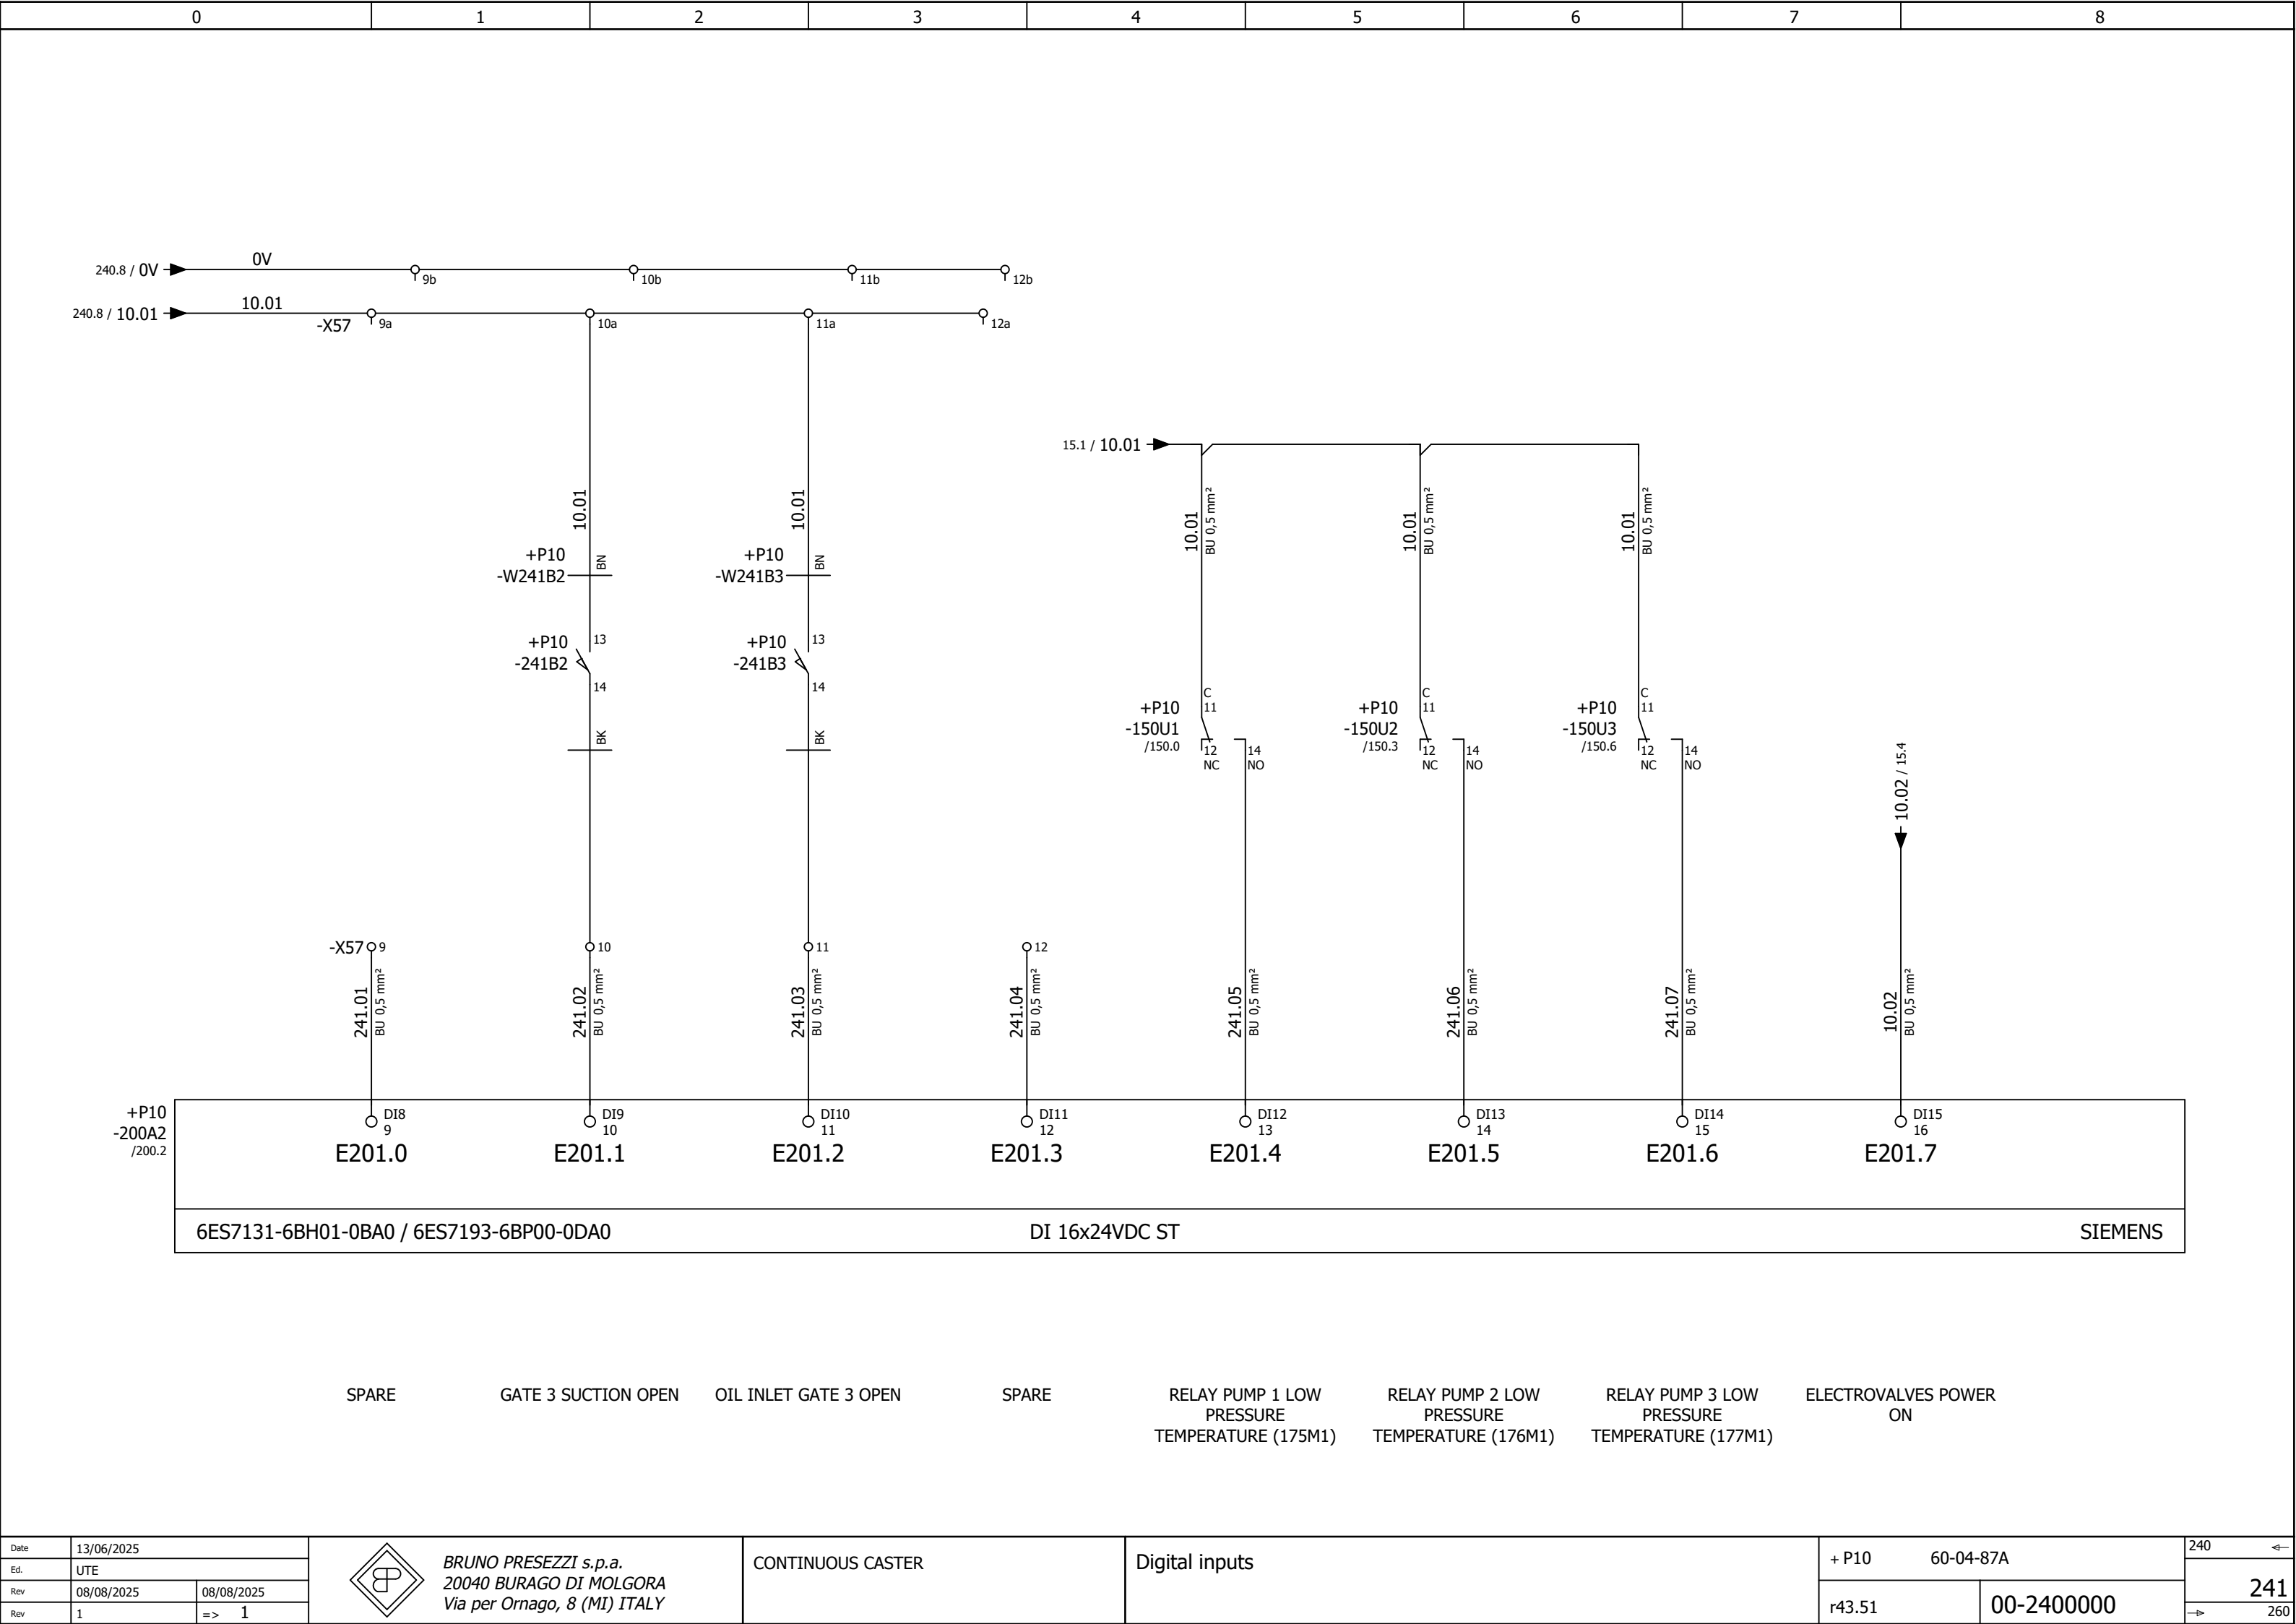 0 1 2 3 4 5 6 7 8
240.8 / 0V
0V
9b 10b 11b 12b
240.8 / 10.01
10.01
-X57
9a 10a 11a 12a
15.1 / 10.01
10.01 10.01
10.01 BU 0,5 mm²
10.01 BU 0,5 mm²
10.01 BU 0,5 mm²
+P10
-W241B2
BN
+P10
-W241B3
BN
+P10
-241B2
13
14
+P10
-241B3
13
14
BK BK
+P10
-150U1
/150.0
C
11
12
NC
14
NO
+P10
-150U2
/150.3
C
11
12
NC
14
NO
+P10
-150U3
/150.6
C
11
12
NC
14
NO
10.02 / 15.4
-X57 9 10 11 12
241.01 BU 0,5 mm²
241.02 BU 0,5 mm²
241.03 BU 0,5 mm²
241.04 BU 0,5 mm²
241.05 BU 0,5 mm²
241.06 BU 0,5 mm²
241.07 BU 0,5 mm²
10.02 BU 0,5 mm²
+P10
-200A2
/200.2
DI8 DI9 DI10 DI11 DI12 DI13 DI14 DI15
9 10 11 12 13 14 15 16
E201.0 E201.1 E201.2 E201.3 E201.4 E201.5 E201.6 E201.7
6ES7131-6BH01-0BA0 / 6ES7193-6BP00-0DA0
DI 16x24VDC ST
SIEMENS
SPARE
GATE 3 SUCTION OPEN
OIL INLET GATE 3 OPEN
SPARE
RELAY PUMP 1 LOW
PRESSURE
TEMPERATURE (175M1)
RELAY PUMP 2 LOW
PRESSURE
TEMPERATURE (176M1)
RELAY PUMP 3 LOW
PRESSURE
TEMPERATURE (177M1)
ELECTROVALVES POWER
ON
Date 13/06/2025
Ed. UTE
Rev 08/08/2025 08/08/2025
Rev 1 => 1
BRUNO PRESEZZI s.p.a.
20040 BURAGO DI MOLGORA
Via per Ornago, 8 (MI) ITALY
CONTINUOUS CASTER
Digital inputs
+ P10 60-04-87A
r43.51 00-2400000
240
241
260